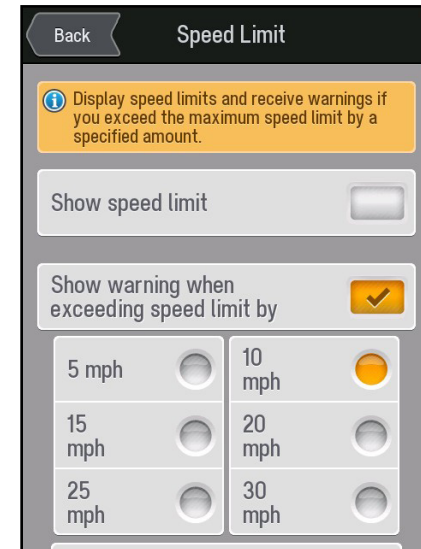 Back
Speed Limit
Display speed limits and receive warnings if
you exceed the maximum speed limit by a
specified amount.
Show speed limit
Show warning when
exceeding speed limit by
5 mph
10
mph
15
mph
20
mph
25
mph
30
mph